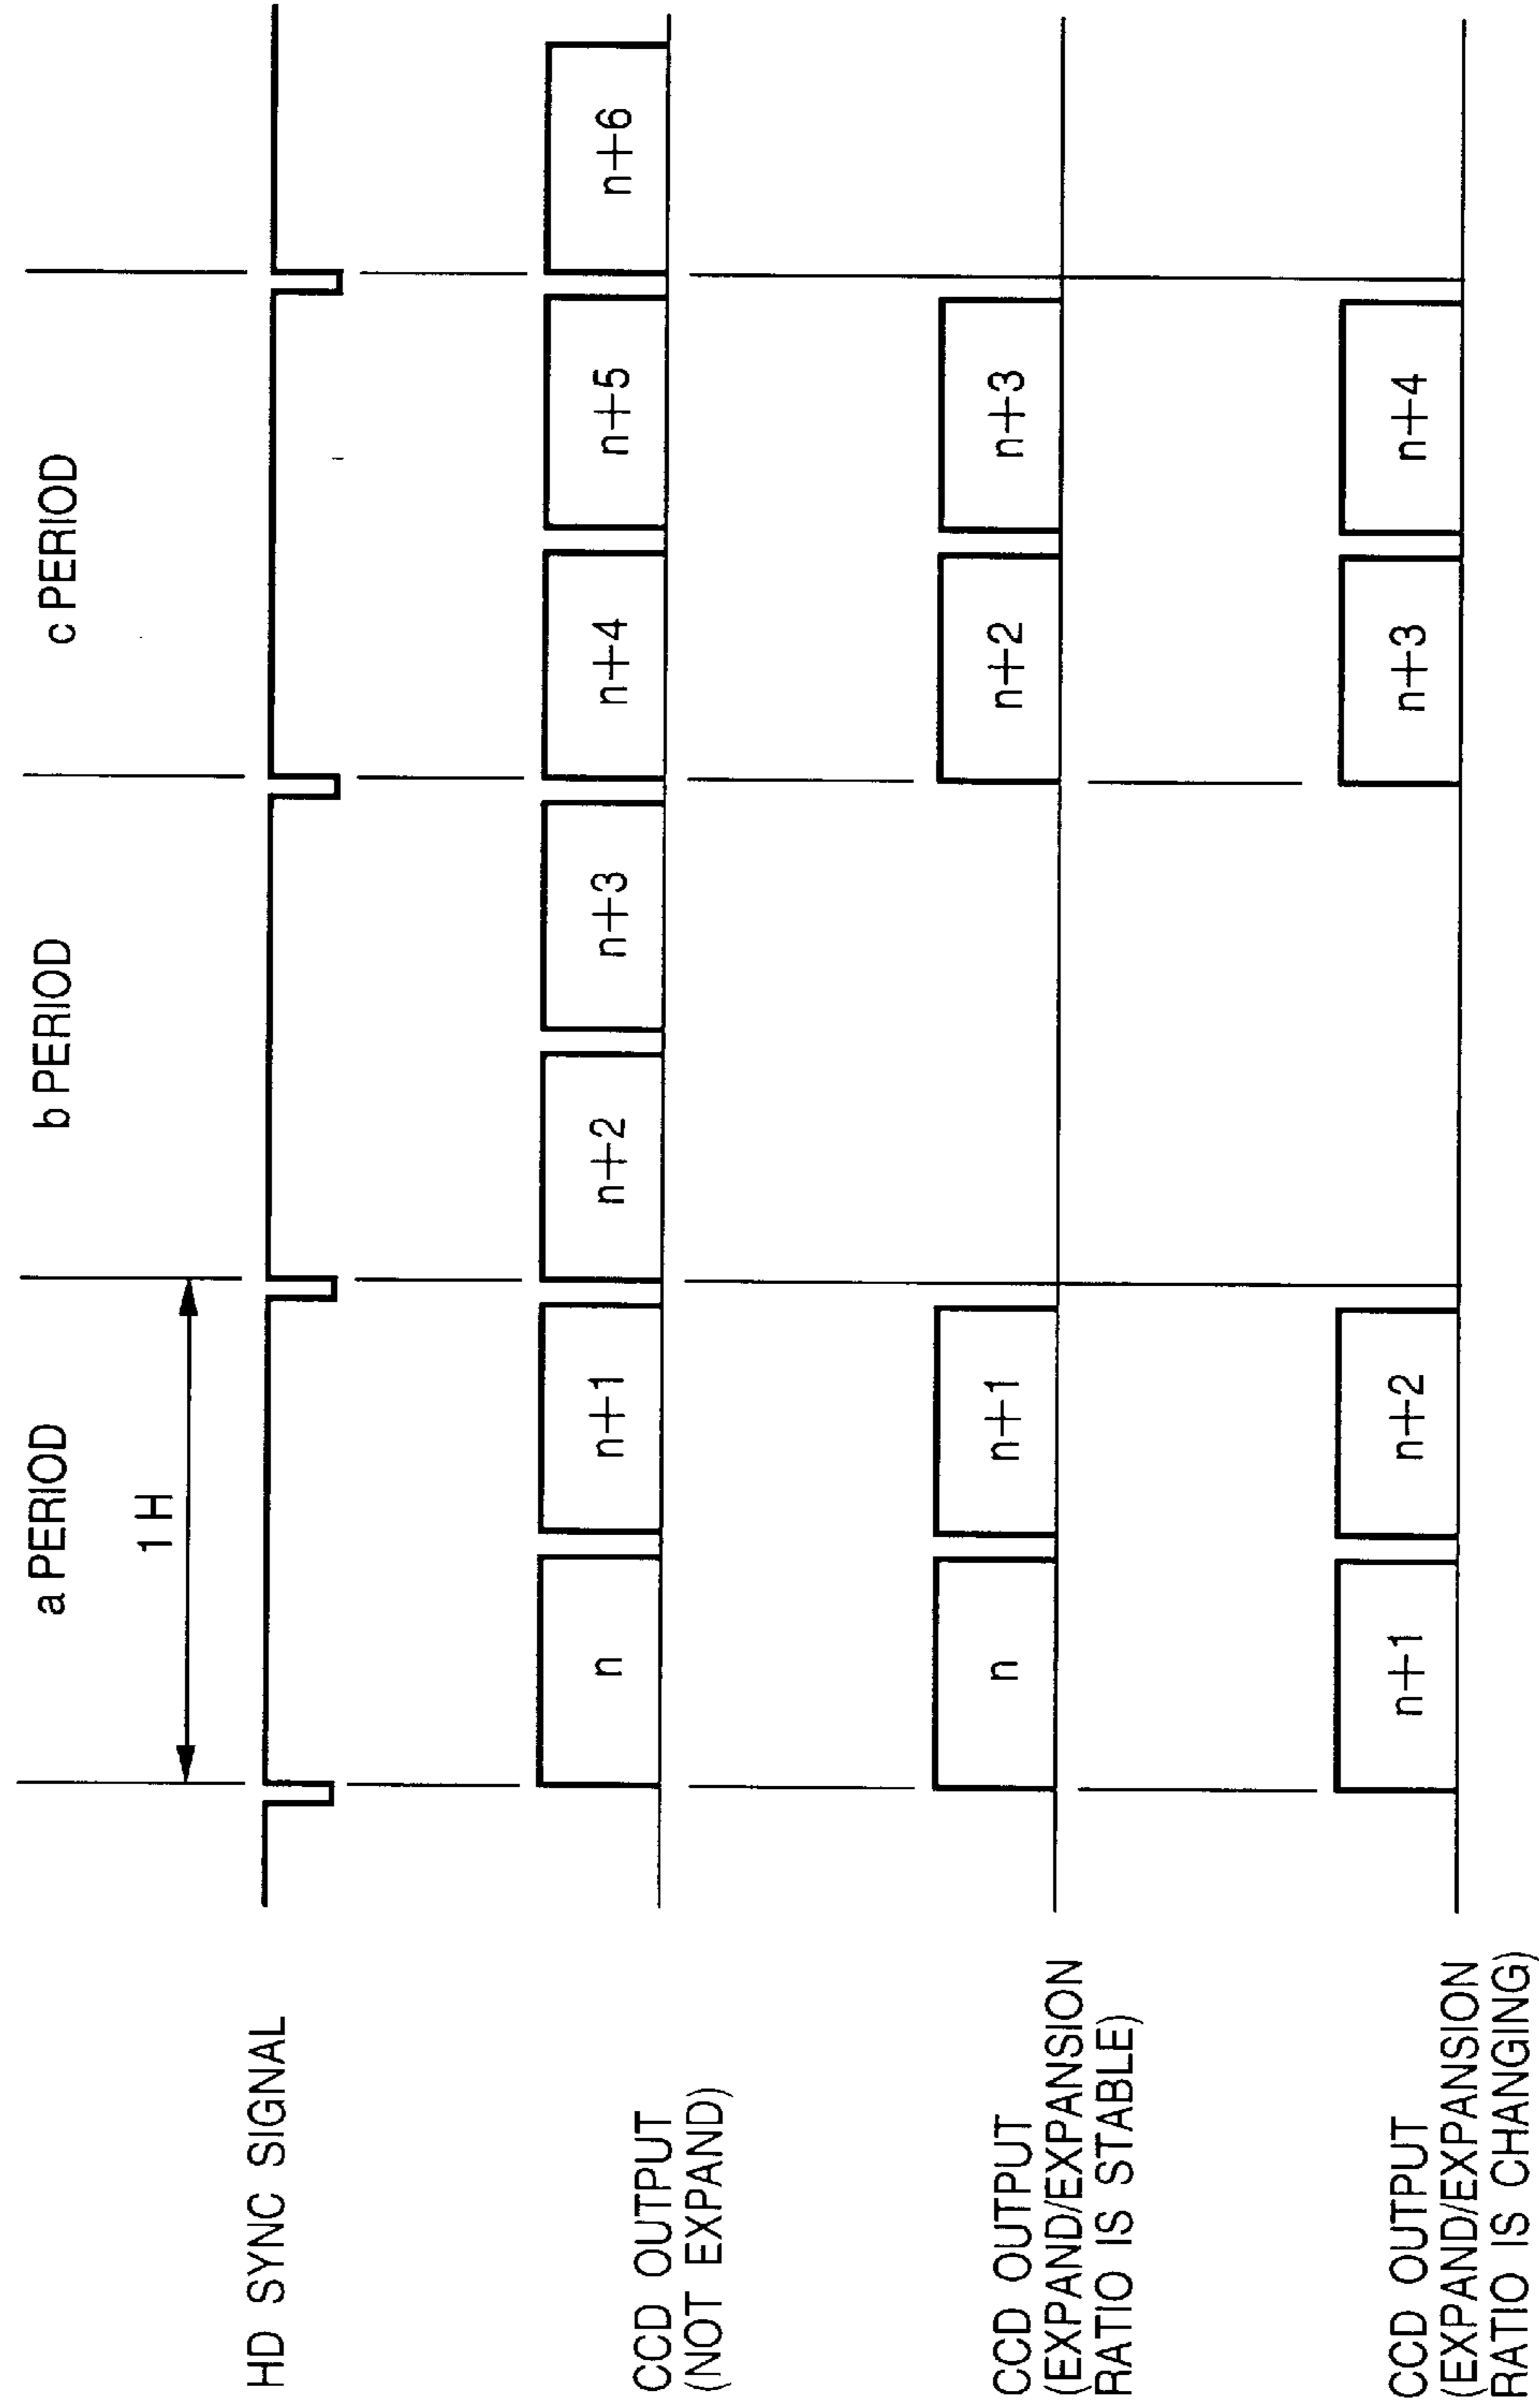 a PERIOD
b PERIOD
c PERIOD
1 H
HD SYNC SIGNAL
CCD OUTPUT
(NOT EXPAND)
n
n+1
n+2
n+3
n+4
n+5
n+6
CCD OUTPUT
(EXPAND/EXPANSION
RATIO IS STABLE)
n
n+1
n+2
n+3
CCD OUTPUT
(EXPAND/EXPANSION
RATIO IS CHANGING)
n+1
n+2
n+3
n+4